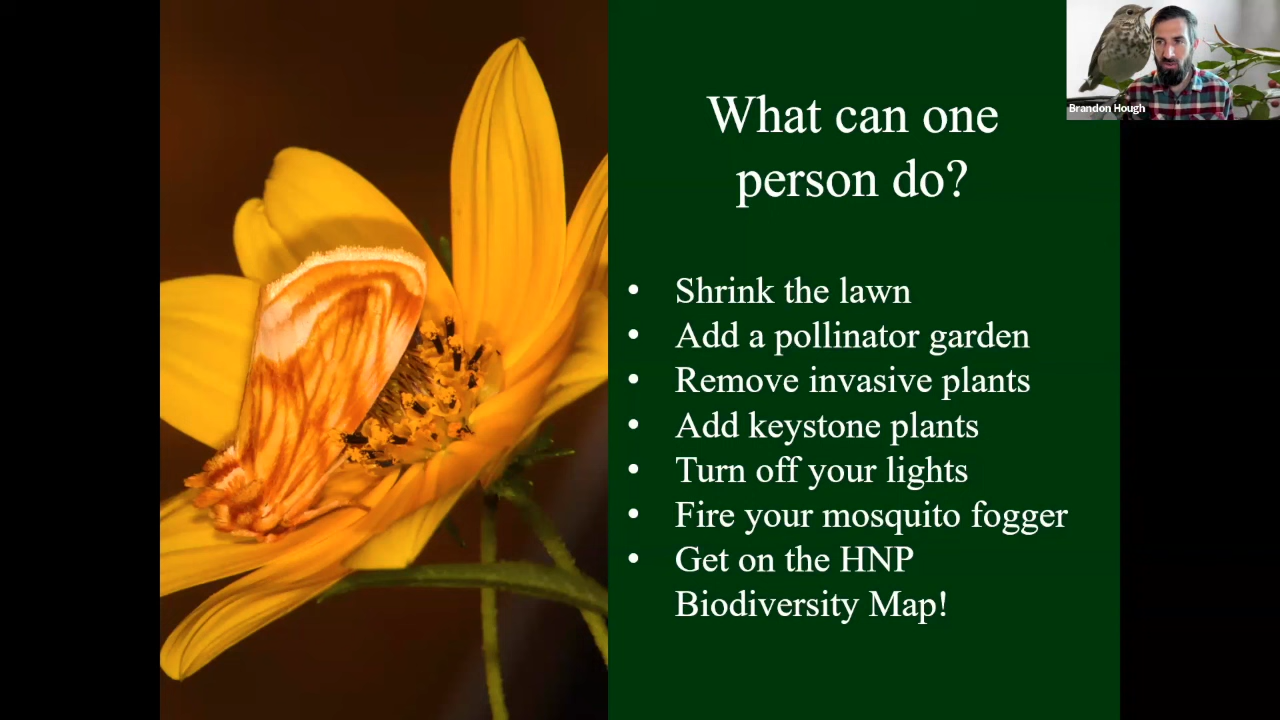 What can one
person do?
• Shrink the lawn
• Add a pollinator garden
• Remove invasive plants
• Add keystone plants
• Turn off your lights
• Fire your mosquito fogger
• Get on the HNP
Biodiversity Map!
Brandon Hough